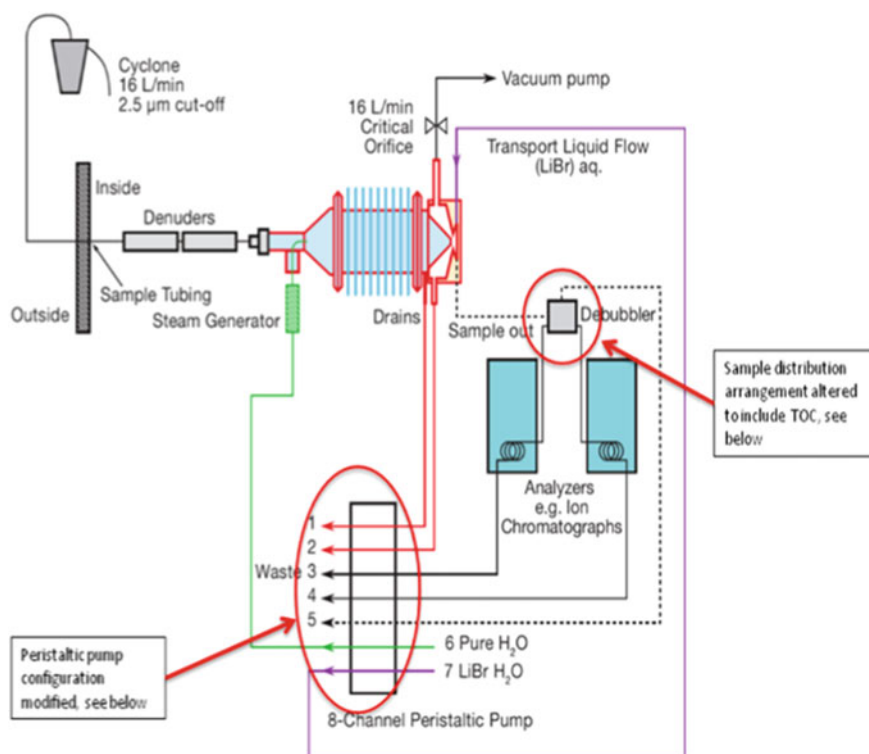 Cyclone
16 L/min
2.5 µm cut-off
Vacuum pump
16 L/min
Critical
Orifice
Transport Liquid Flow
(LiBr) aq.
Inside
Denuders
Sample Tubing
Outside
Steam Generator
Drains
Sample out
Debubbler
Sample distribution
arrangement altered
to include TOC, see
below
Analyzers
e.g. Ion
Chromatographs
1
2
Waste 3
4
5
6 Pure H₂O
7 LiBr H₂O
8-Channel Peristaltic Pump
Peristaltic pump
configuration
modified, see below